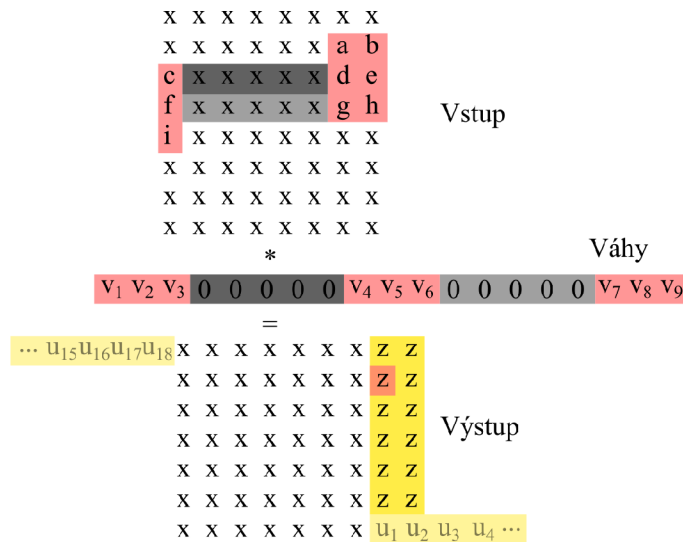 x x x x x x x x
x x x x x x a b
c x x x x x d e
f x x x x x g h
Vstup
i x x x x x x x
x x x x x x x x
x x x x x x x x
x x x x x x x x
*
Váhy
v₁ v₂ v₃ 0 0 0 0 0 v₄ v₅ v₆ 0 0 0 0 0 v₇ v₈ v₉
=
... u₁₅ u₁₆ u₁₇ u₁₈ x x x x x x x z z
x x x x x x x z z
x x x x x x x z z
Výstup
x x x x x x x z z
x x x x x x x z z
x x x x x x x z z
x x x x x x x u₁ u₂ u₃ u₄ ...